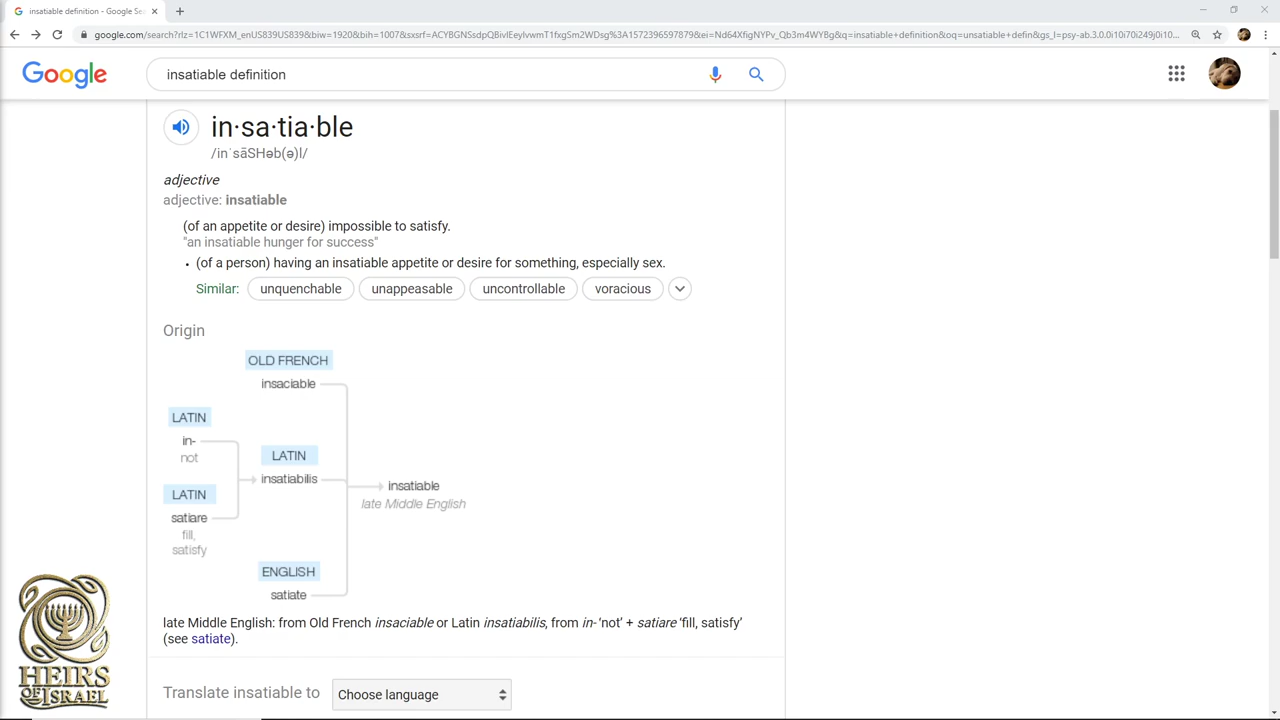 insatiable definition - Google Se
google.com/search?rlz=1C1WFXM_enUS839US839&biw=1920&bih=1007&sxsrf=ACYBGNSsdpQBivlEeylvwmT1fxgSm2WDsg%3A1572396597879&ei=Nd64XfigNYPv_Qb3m4WYBg&q=insatiable+definition&oq=unsatiable+defin&gs_l=psy-ab.3.0.0i10i70i249j0i10...
Google
insatiable definition
in·sa·tia·ble
/inˈsāSHəb(ə)l/
adjective
adjective: insatiable
(of an appetite or desire) impossible to satisfy.
"an insatiable hunger for success"
• (of a person) having an insatiable appetite or desire for something, especially sex.
Similar: unquenchable unappeasable uncontrollable voracious
Origin
OLD FRENCH
insaciable
LATIN
in-
not
LATIN
insatiabilis
insatiable
late Middle English
LATIN
satiare
fill,
satisfy
ENGLISH
satiate
late Middle English: from Old French insaciable or Latin insatiabilis, from in- ‘not’ + satiare ‘fill, satisfy’
(see satiate).
Translate insatiable to Choose language
HEIRS
OF ISRAEL